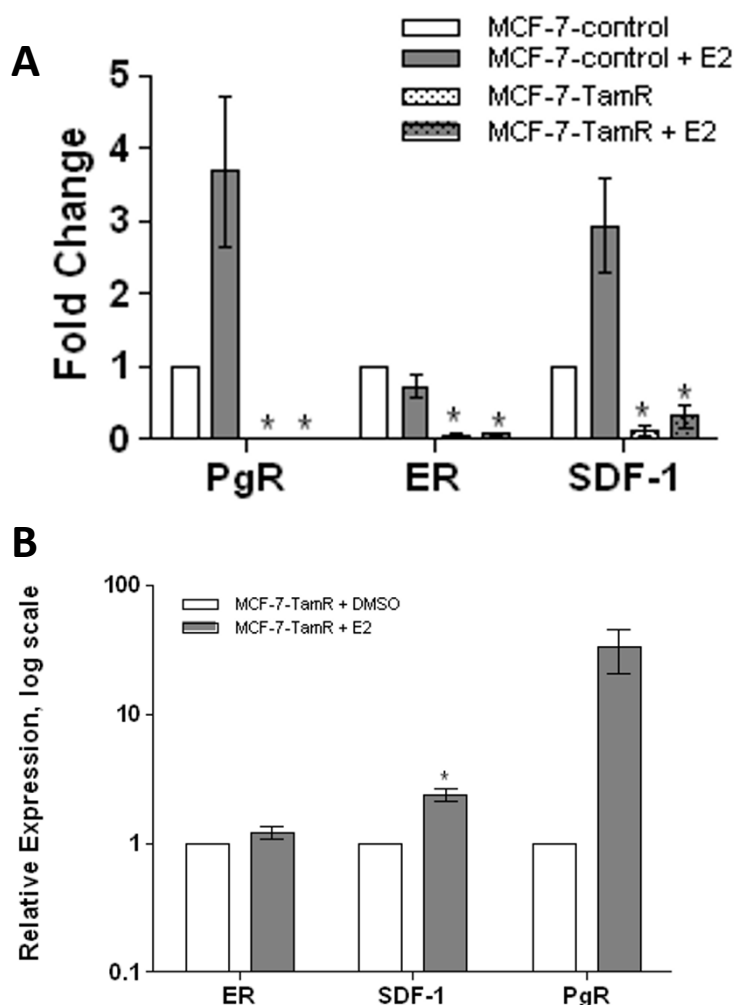 A
MCF-7-control
MCF-7-control + E2
MCF-7-TamR
MCF-7-TamR + E2
Fold Change
5
4
3
2
1
0
* * * * * *
PgR ER SDF-1
B
Relative Expression, log scale
MCF-7-TamR + DMSO
MCF-7-TamR + E2
100
10
1
0.1
*
ER SDF-1 PgR